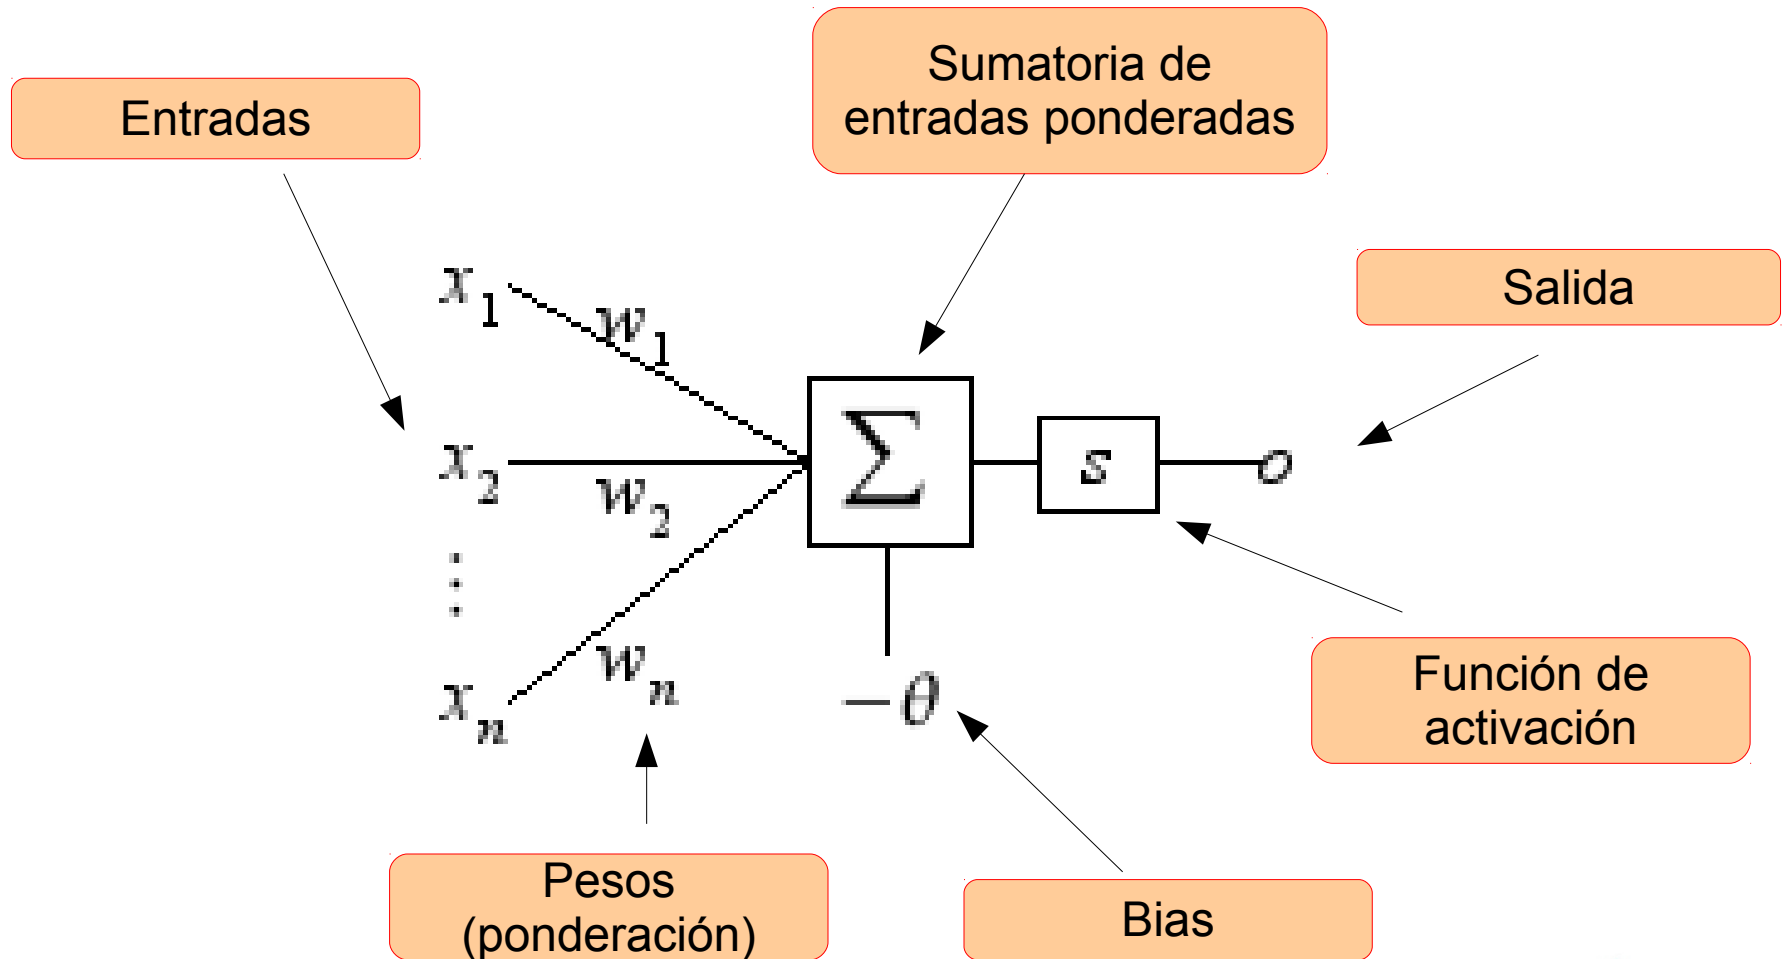 Sumatoria de
entradas ponderadas
Entradas
Salida
x₁
w₁
x₂
w₂
Σ
s
o
⋮
xₙ
wₙ
−θ
Función de
activación
Pesos
(ponderación)
Bias